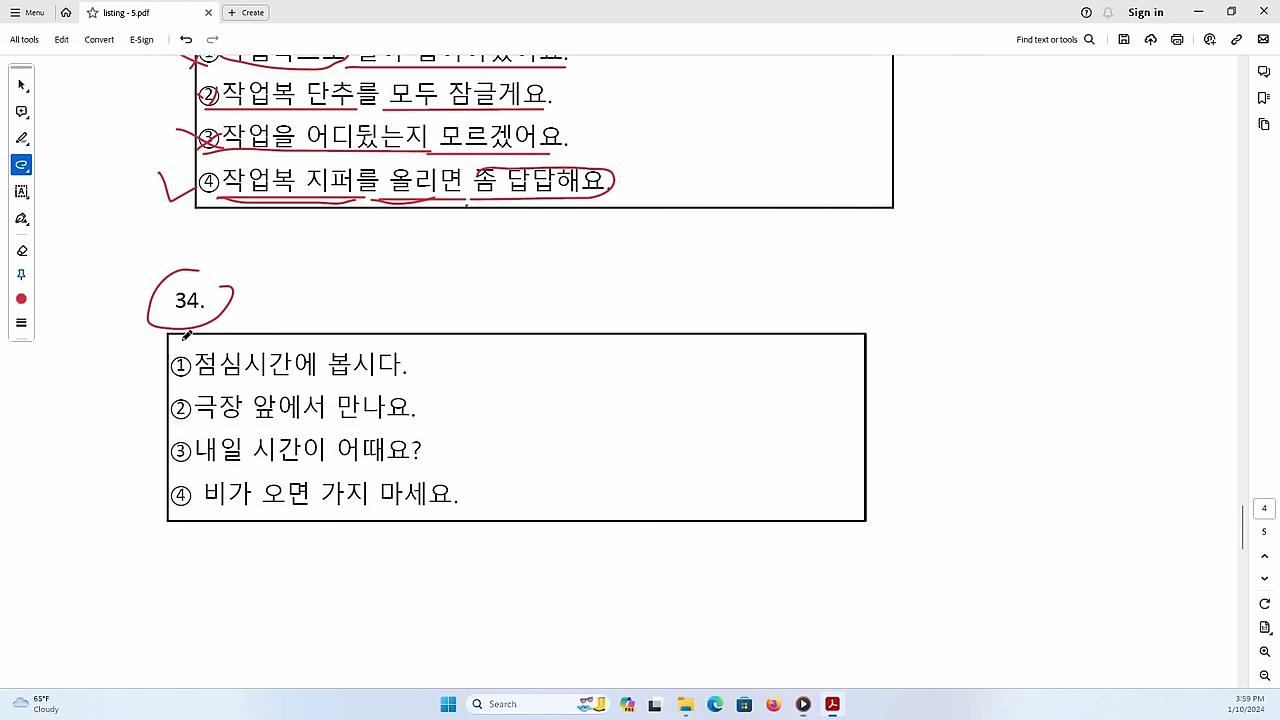 Menu
listing - 5.pdf
Create
Sign in
All tools
Edit
Convert
E-Sign
Find text or tools
②작업복 단추를 모두 잠글게요.
③작업을 어디뒀는지 모르겠어요.
④작업복 지퍼를 올리면 좀 답답해요.
34.
①점심시간에 봅시다.
②극장 앞에서 만나요.
③내일 시간이 어때요?
④ 비가 오면 가지 마세요.
4
5
65°F
Cloudy
Search
3:59 PM
1/10/2024